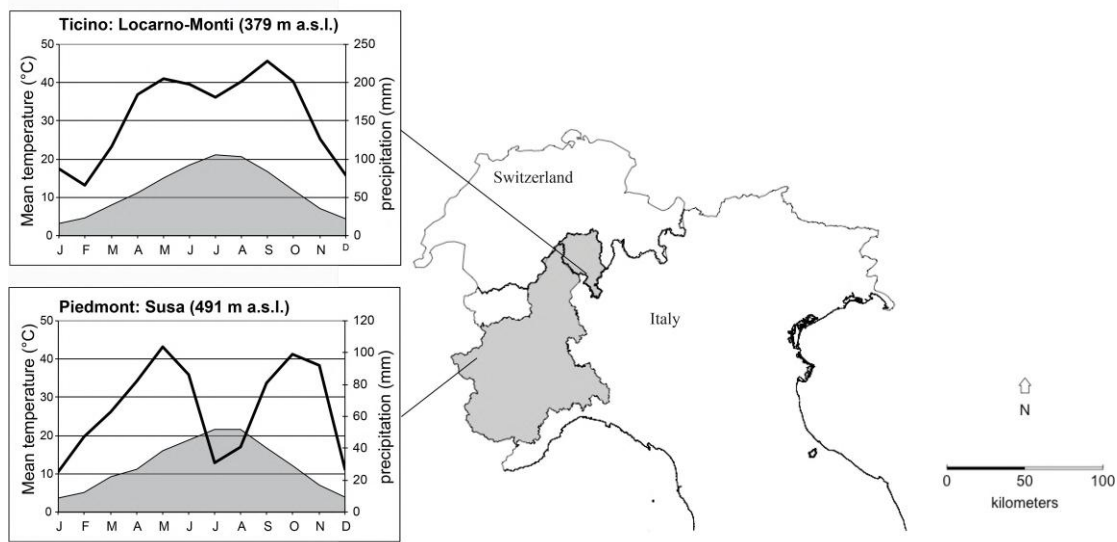 Ticino: Locarno-Monti (379 m a.s.l.)
Mean temperature (°C)
50
40
30
20
10
0
250
200
150
100
50
0
precipitation (mm)
J F M A M J J A S O N D
Piedmont: Susa (491 m a.s.l.)
Mean temperature (°C)
50
40
30
20
10
0
120
100
80
60
40
20
0
precipitation (mm)
J F M A M J J A S O N D
Switzerland
Italy
N
0 50 100
kilometers